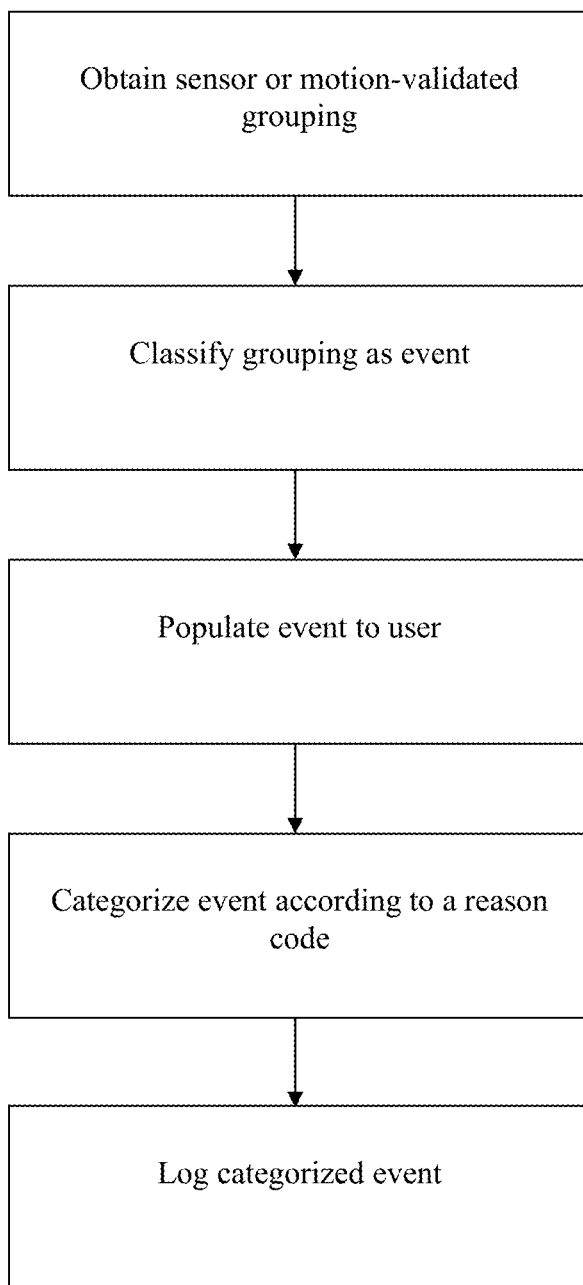 Obtain sensor or motion-validated
grouping
Classify grouping as event
Populate event to user
Categorize event according to a reason
code
Log categorized event